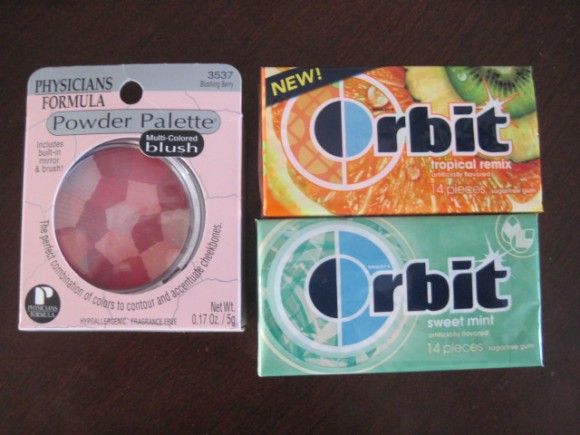 PHYSICIANS
FORMULA
3537
Blushing Berry
Powder Palette
Multi-Colored
blush
Includes
built-in
mirror
& brush!
The perfect combination of colors to contour and accentuate cheekbones.
P
PHYSICIANS
FORMULA
Net Wt.
0.17 Oz. / 5g
HYPOALLERGENIC FRAGRANCE FREE
NEW!
Orbit
tropical remix
artificially flavored
14 pieces sugarfree gum
Orbit
sweet mint
artificially flavored
14 pieces sugarfree gum